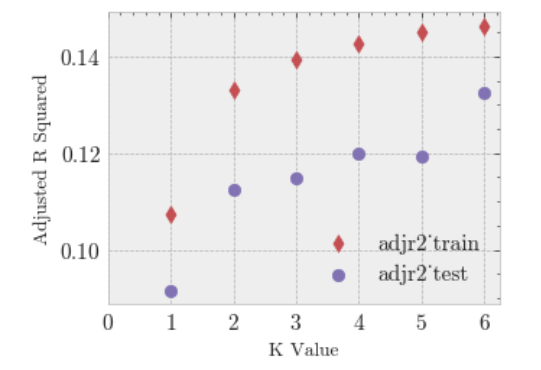 Adjusted R Squared
0.14
0.12
0.10
adjr2˙train
adjr2˙test
0 1 2 3 4 5 6
K Value